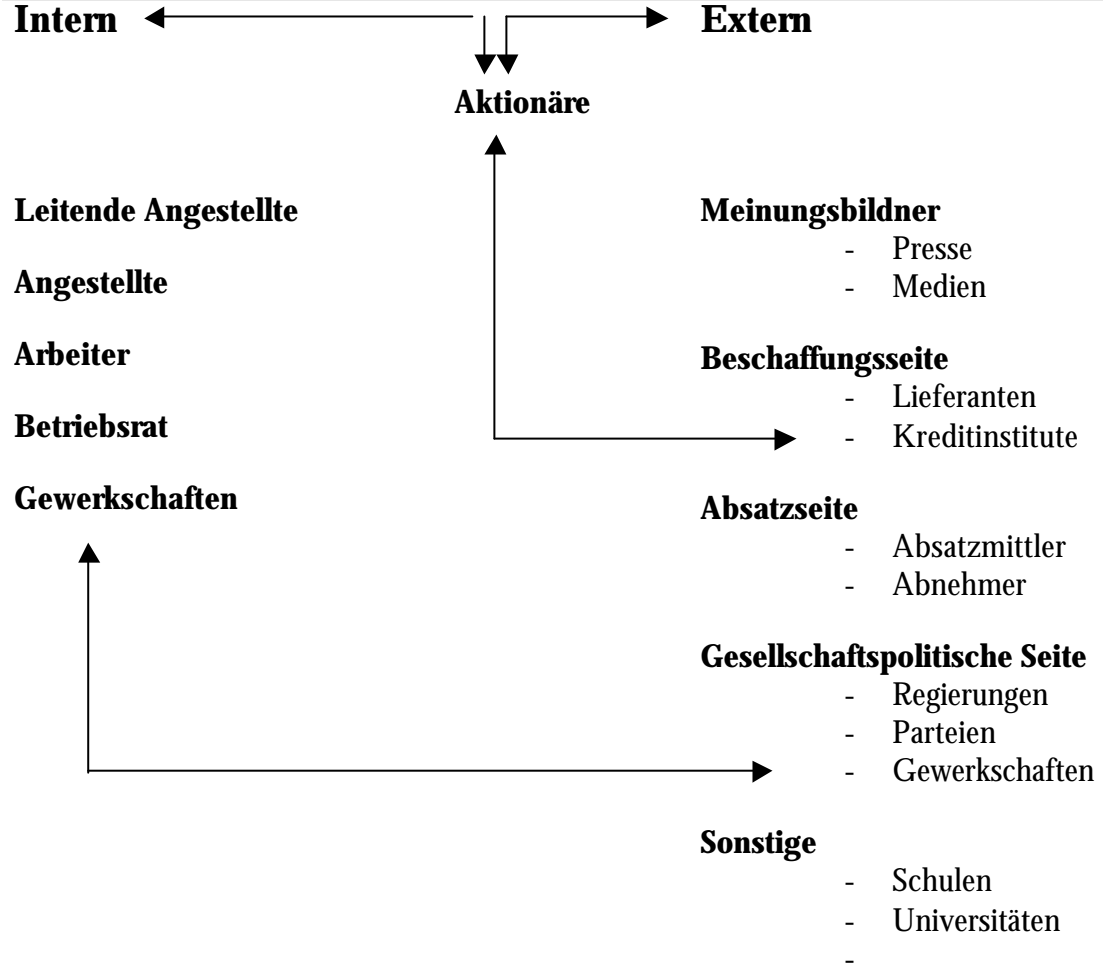 Intern
Extern
Aktionäre
Leitende Angestellte
Angestellte
Arbeiter
Betriebsrat
Gewerkschaften
Meinungsbildner
- Presse
- Medien
Beschaffungsseite
- Lieferanten
- Kreditinstitute
Absatzseite
- Absatzmittler
- Abnehmer
Gesellschaftspolitische Seite
- Regierungen
- Parteien
- Gewerkschaften
Sonstige
- Schulen
- Universitäten
-